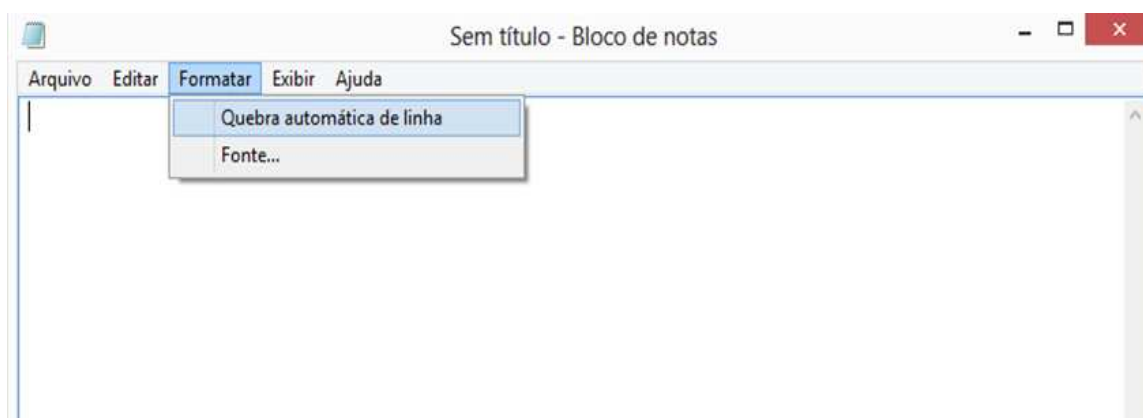 Sem título - Bloco de notas
Arquivo Editar Formatar Exibir Ajuda
Quebra automática de linha
Fonte...